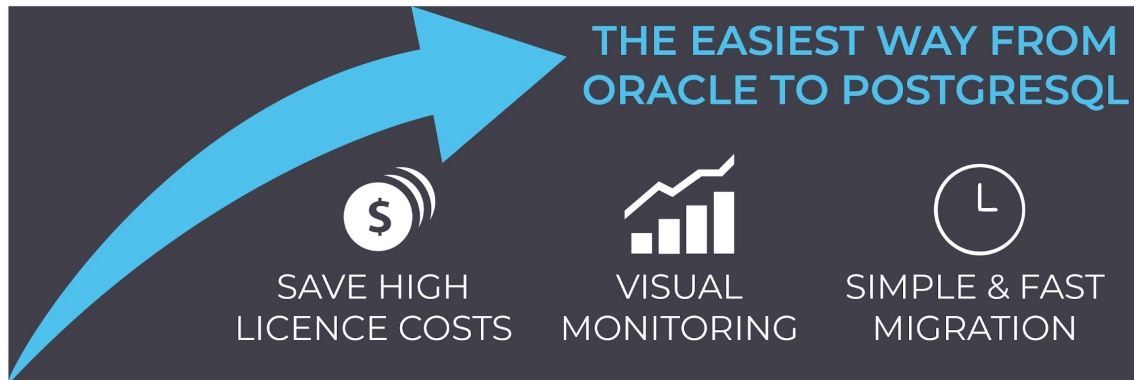 THE EASIEST WAY FROM
ORACLE TO POSTGRESQL
$
SAVE HIGH
LICENCE COSTS
VISUAL
MONITORING
SIMPLE & FAST
MIGRATION